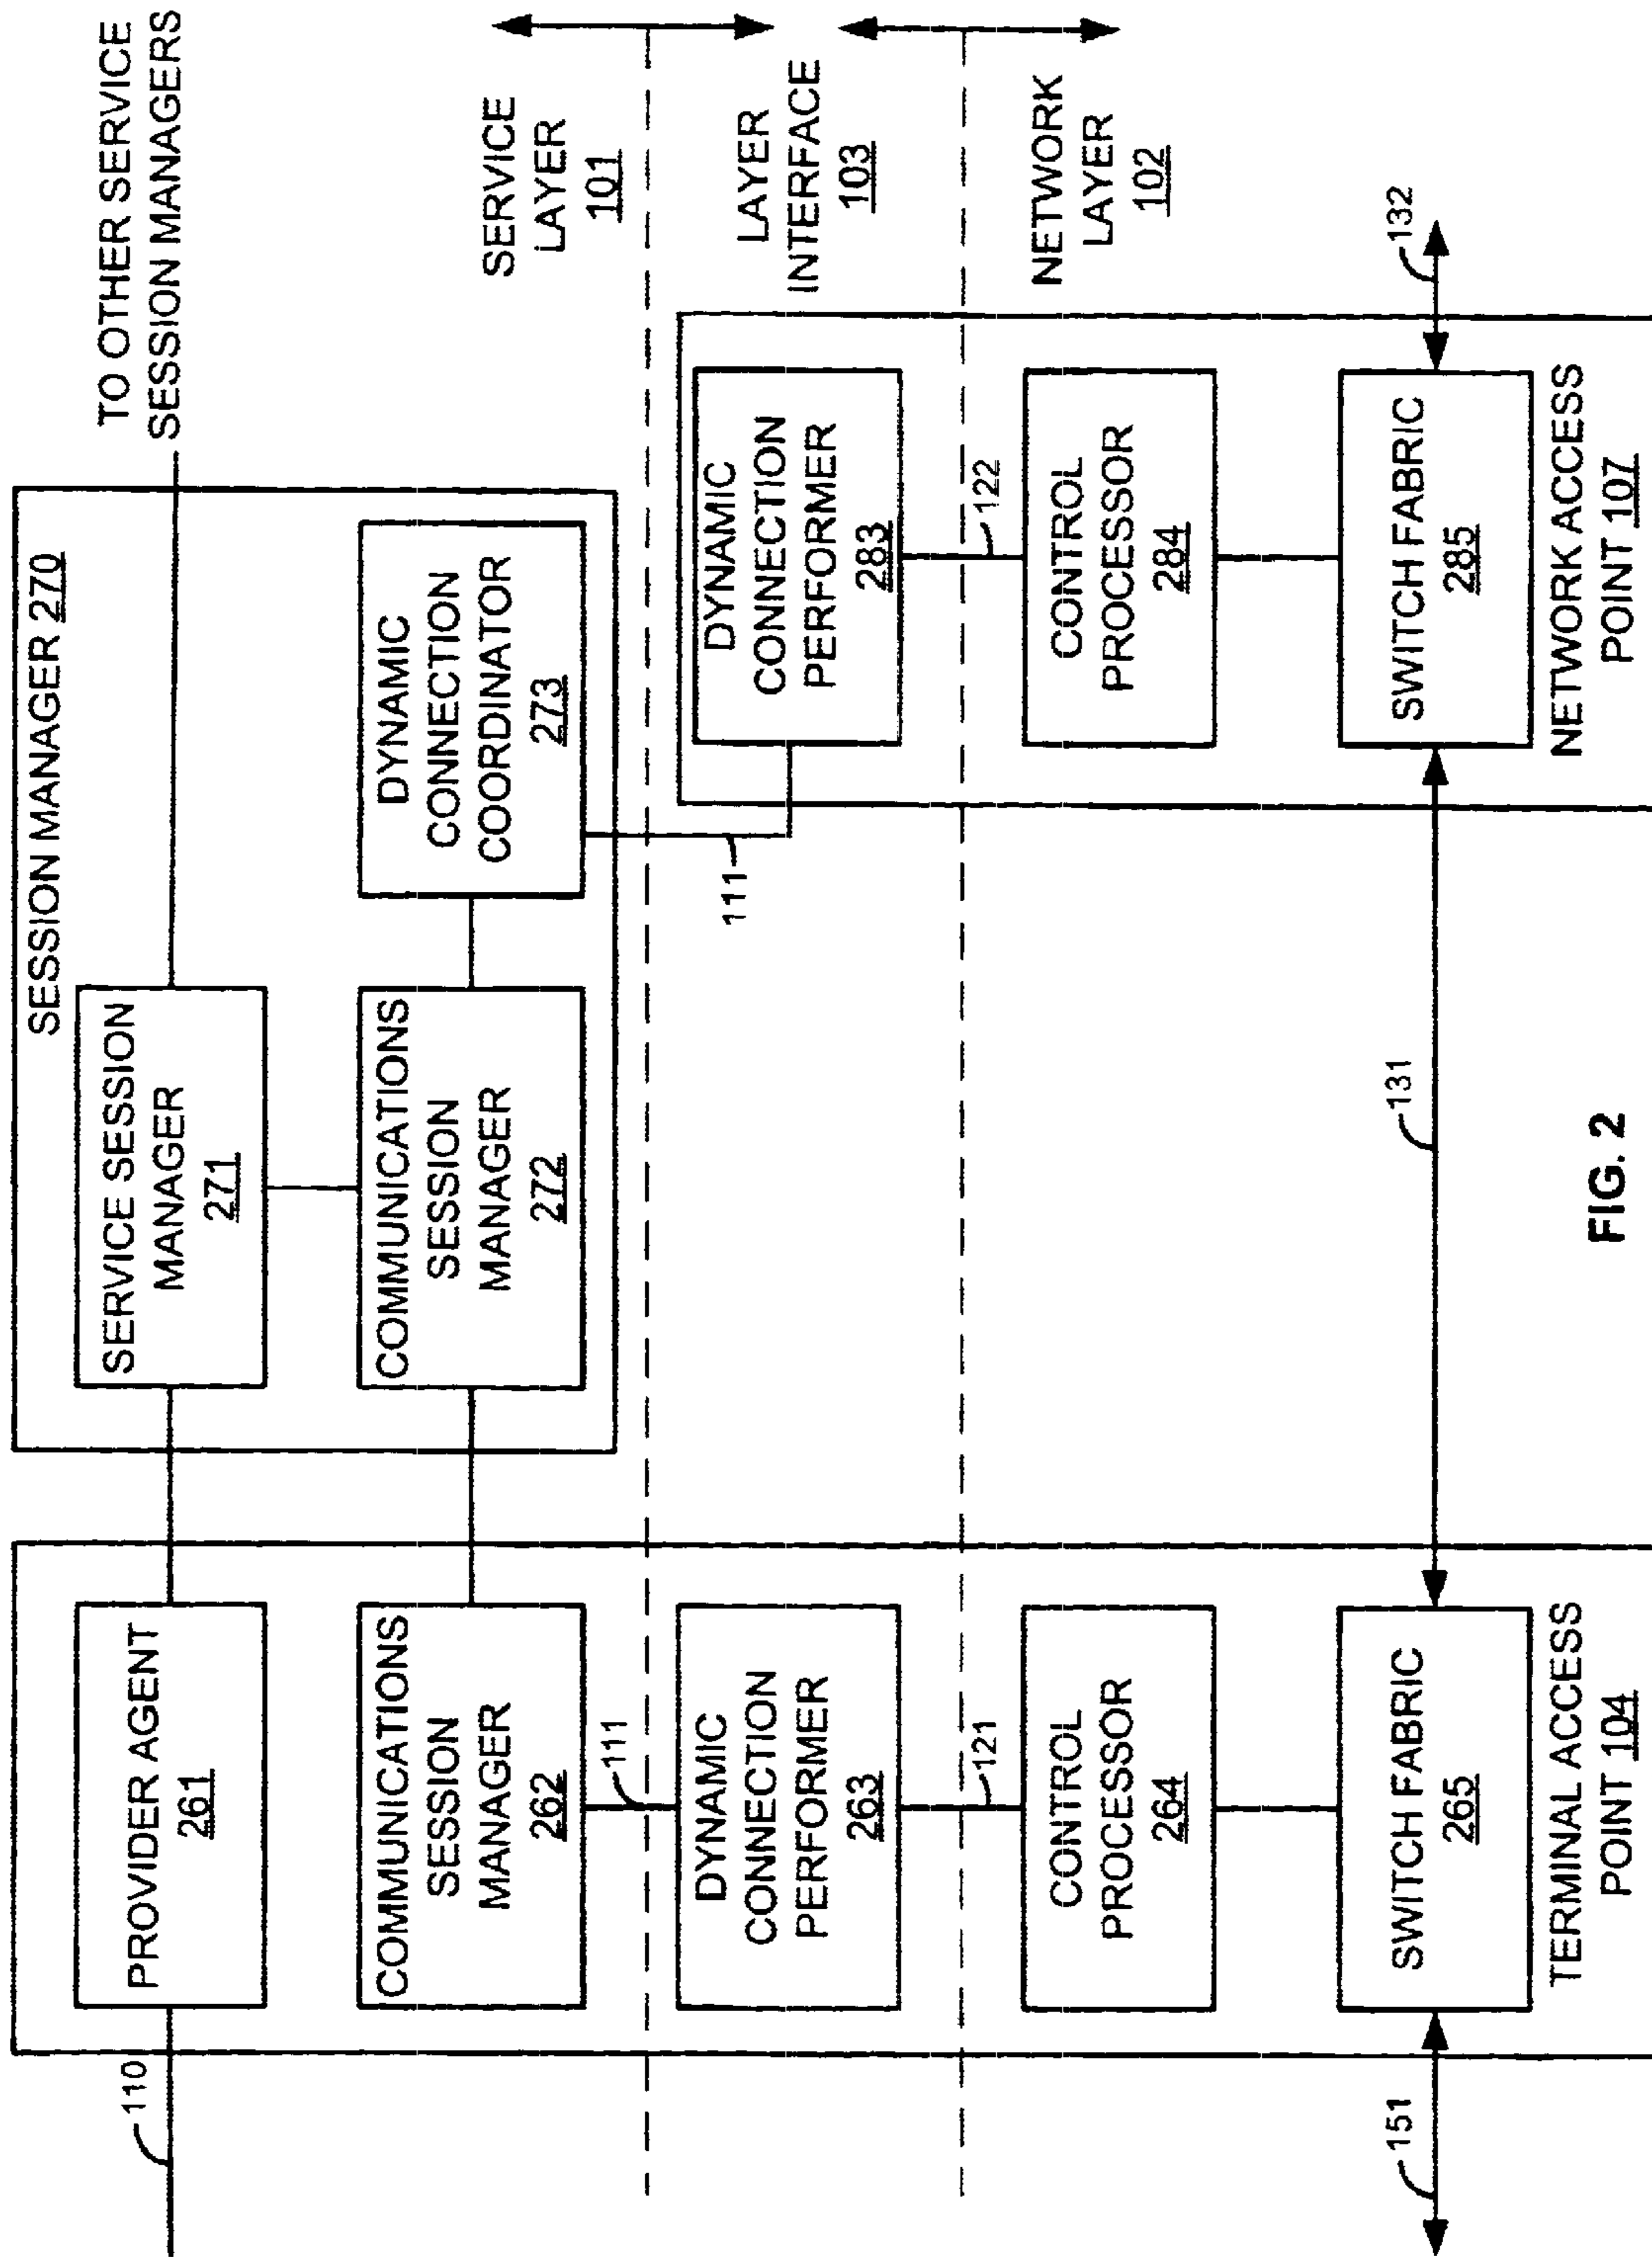 TO OTHER SERVICE
SESSION MANAGERS
SESSION MANAGER 270
PROVIDER AGENT
261
SERVICE SESSION
MANAGER
271
110
COMMUNICATIONS
SESSION
MANAGER
262
COMMUNICATIONS
SESSION
MANAGER
272
DYNAMIC
CONNECTION
COORDINATOR
273
SERVICE
LAYER
101
111
111
DYNAMIC
CONNECTION
PERFORMER
263
DYNAMIC
CONNECTION
PERFORMER
283
LAYER
INTERFACE
103
121
122
CONTROL
PROCESSOR
264
CONTROL
PROCESSOR
284
NETWORK
LAYER
102
151
SWITCH FABRIC
265
131
SWITCH FABRIC
285
132
TERMINAL ACCESS
POINT 104
NETWORK ACCESS
POINT 107
FIG. 2